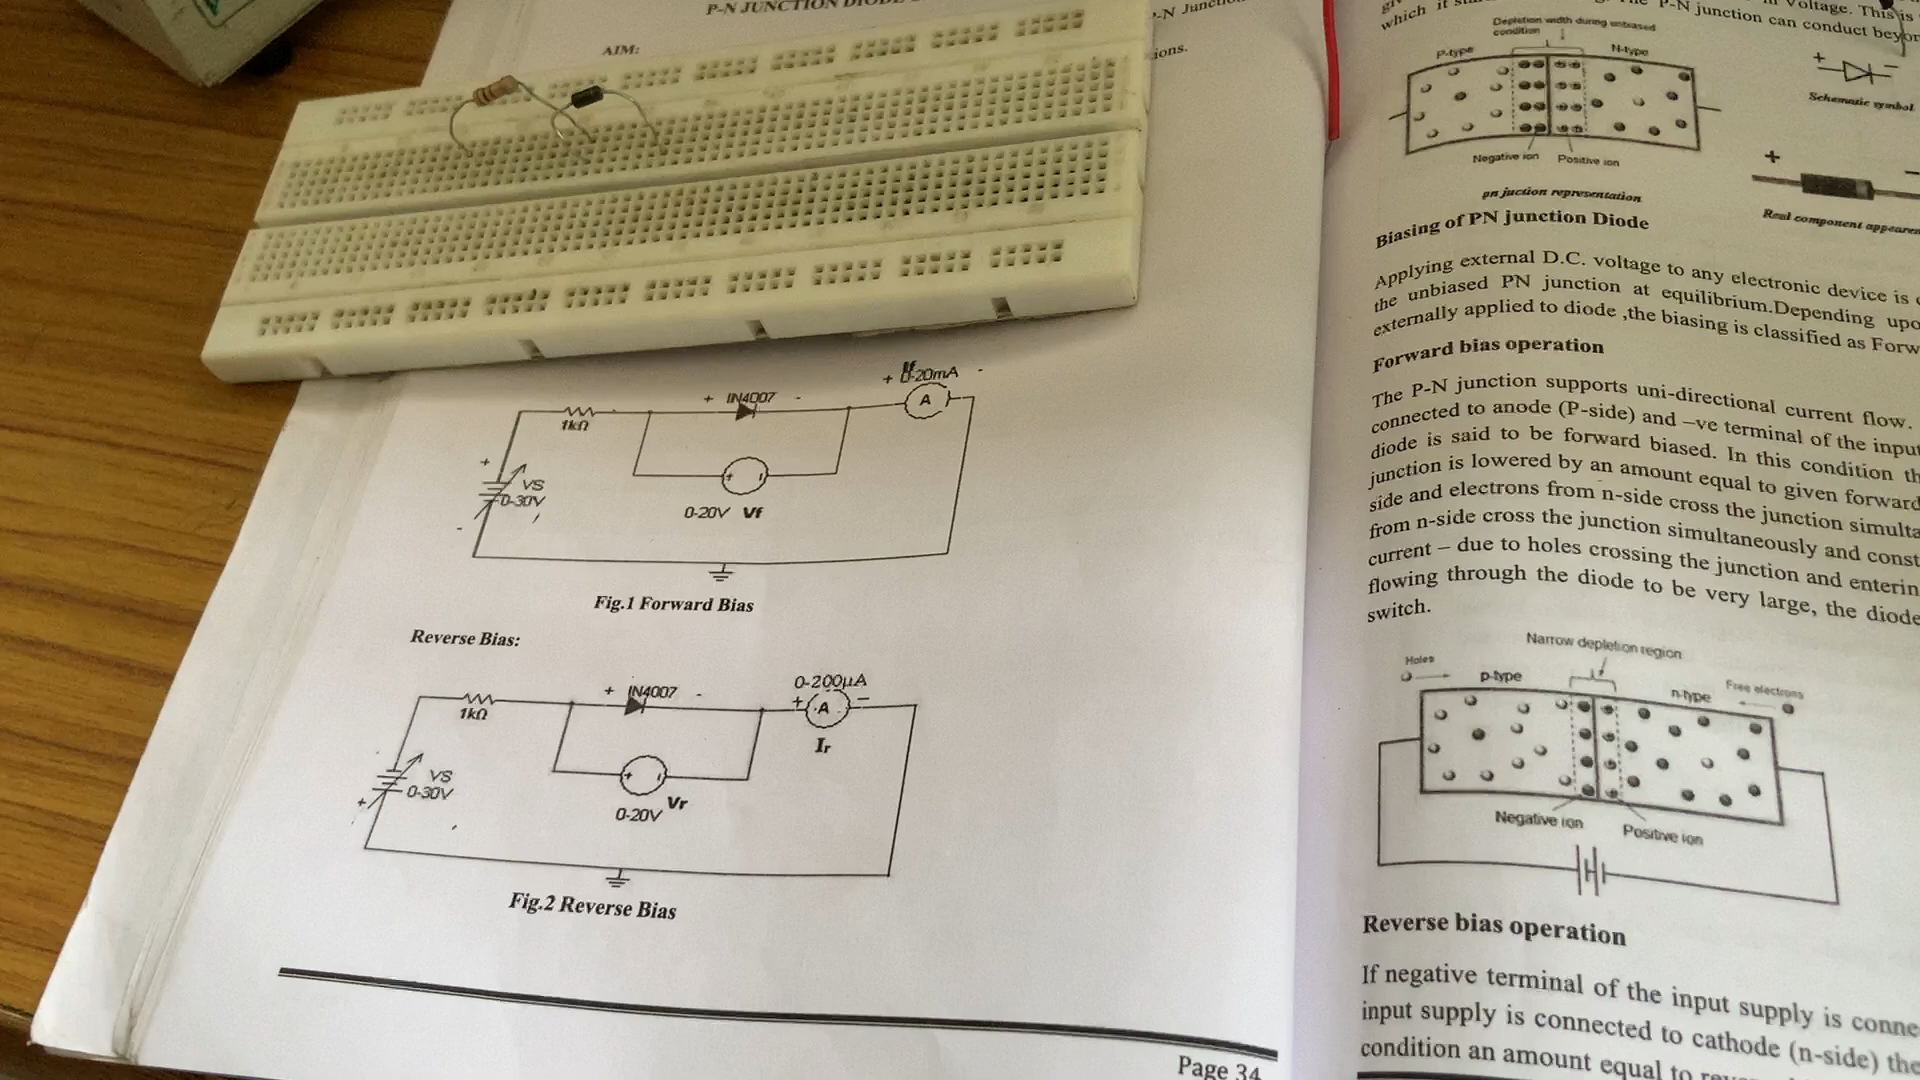 P-N JUNCTION DIODE
AIM:
P-N Junction
ions.
0-20mA
+ -
+ IN4007 -
A
1kΩ
+
VS
0-30V
-
+
0-20V Vf
Fig.1 Forward Bias
Reverse Bias:
0-200µA
+ IN4007 -
+ A -
1kΩ
Ir
VS
0-30V
+
+
Vr
0-20V
Fig.2 Reverse Bias
Page 34
Voltage. This is
which it
P-N junction can conduct beyon
Depletion width during unbiased
condition
P-type
N-type
+ -
Schematic symbol
Negative ion Positive ion
+ -
pn juction representation
Real component appearen
Biasing of PN junction Diode
Applying external D.C. voltage to any electronic device is
the unbiased PN junction at equilibrium.Depending upo
externally applied to diode ,the biasing is classified as Forw
Forward bias operation
The P-N junction supports uni-directional current flow.
connected to anode (P-side) and –ve terminal of the input
diode is said to be forward biased. In this condition th
junction is lowered by an amount equal to given forward
side and electrons from n-side cross the junction simulta
from n-side cross the junction simultaneously and const
current – due to holes crossing the junction and enterin
flowing through the diode to be very large, the diode
switch.
Narrow depletion region
Holes
p-type
n-type
Free electrons
Negative ion
Positive ion
Reverse bias operation
If negative terminal of the input supply is conne
input supply is connected to cathode (n-side) the
condition an amount equal to